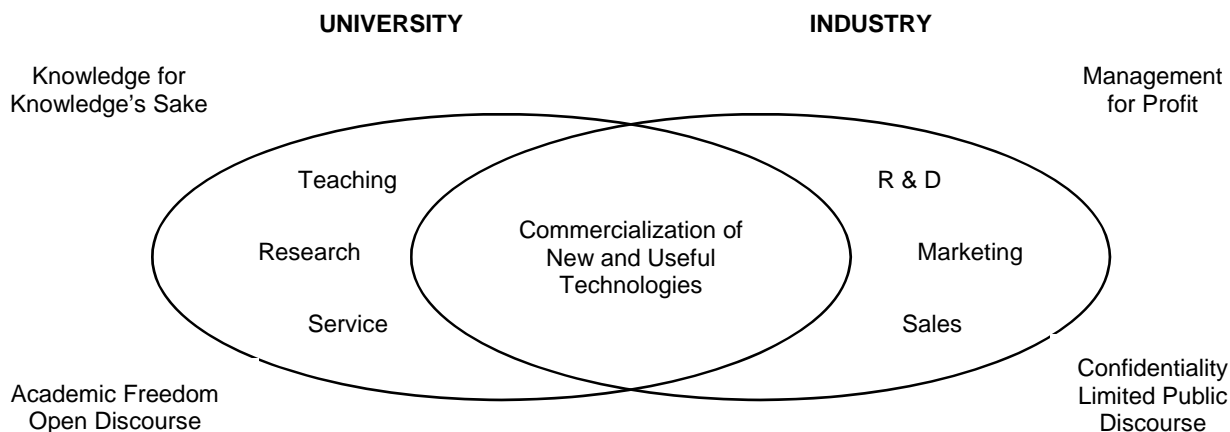 UNIVERSITY
INDUSTRY
Knowledge for
Knowledge’s Sake
Management
for Profit
Teaching
Research
Service
Commercialization of
New and Useful
Technologies
R & D
Marketing
Sales
Academic Freedom
Open Discourse
Confidentiality
Limited Public
Discourse